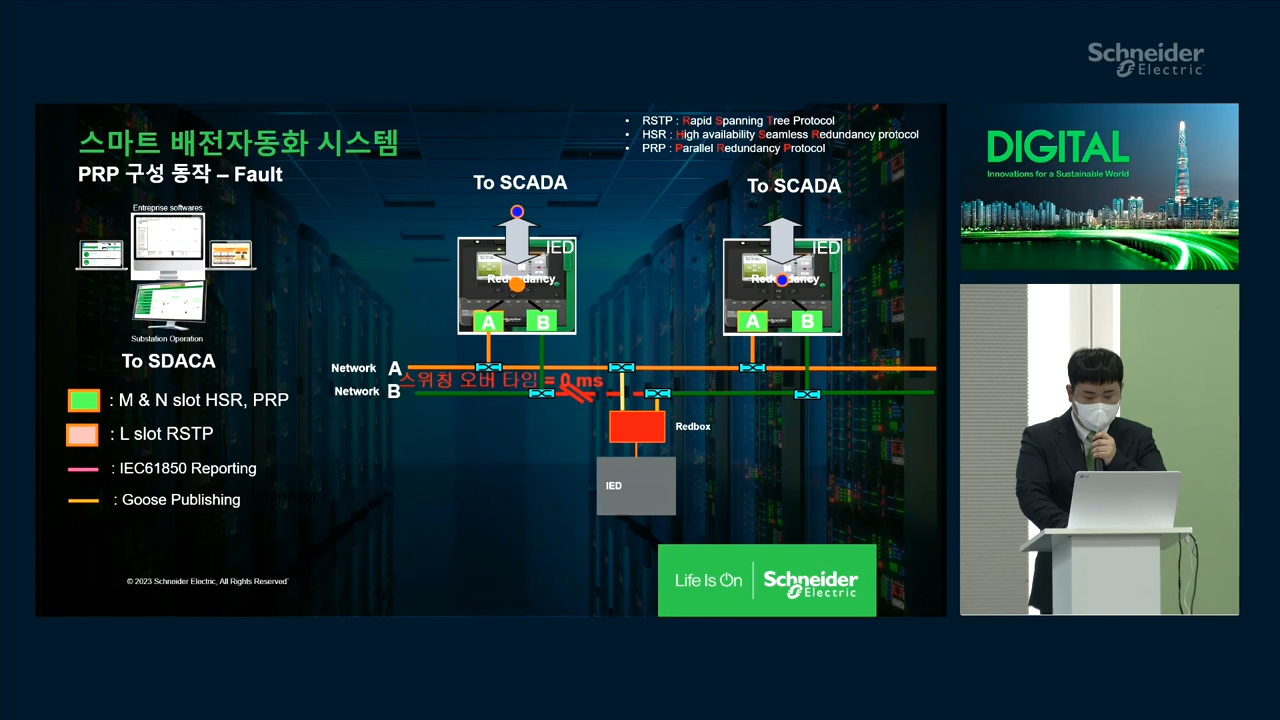 Schneider
Electric
스마트 배전자동화 시스템
PRP 구성 동작 – Fault
• RSTP : Rapid Spanning Tree Protocol
• HSR : High availability Seamless Redundancy protocol
• PRP : Parallel Redundancy Protocol
DIGITAL
Innovations for a Sustainable World
Entreprise softwares
Substation Operation
To SDACA
: M & N slot HSR, PRP
: L slot RSTP
: IEC61850 Reporting
: Goose Publishing
To SCADA
IED
Redundancy
A B
To SCADA
IED
Redundancy
A B
Network A
스위칭 오버 타임 = 0 ms
Network B
Redbox
IED
© 2023 Schneider Electric, All Rights Reserved
Life Is On
Schneider
Electric